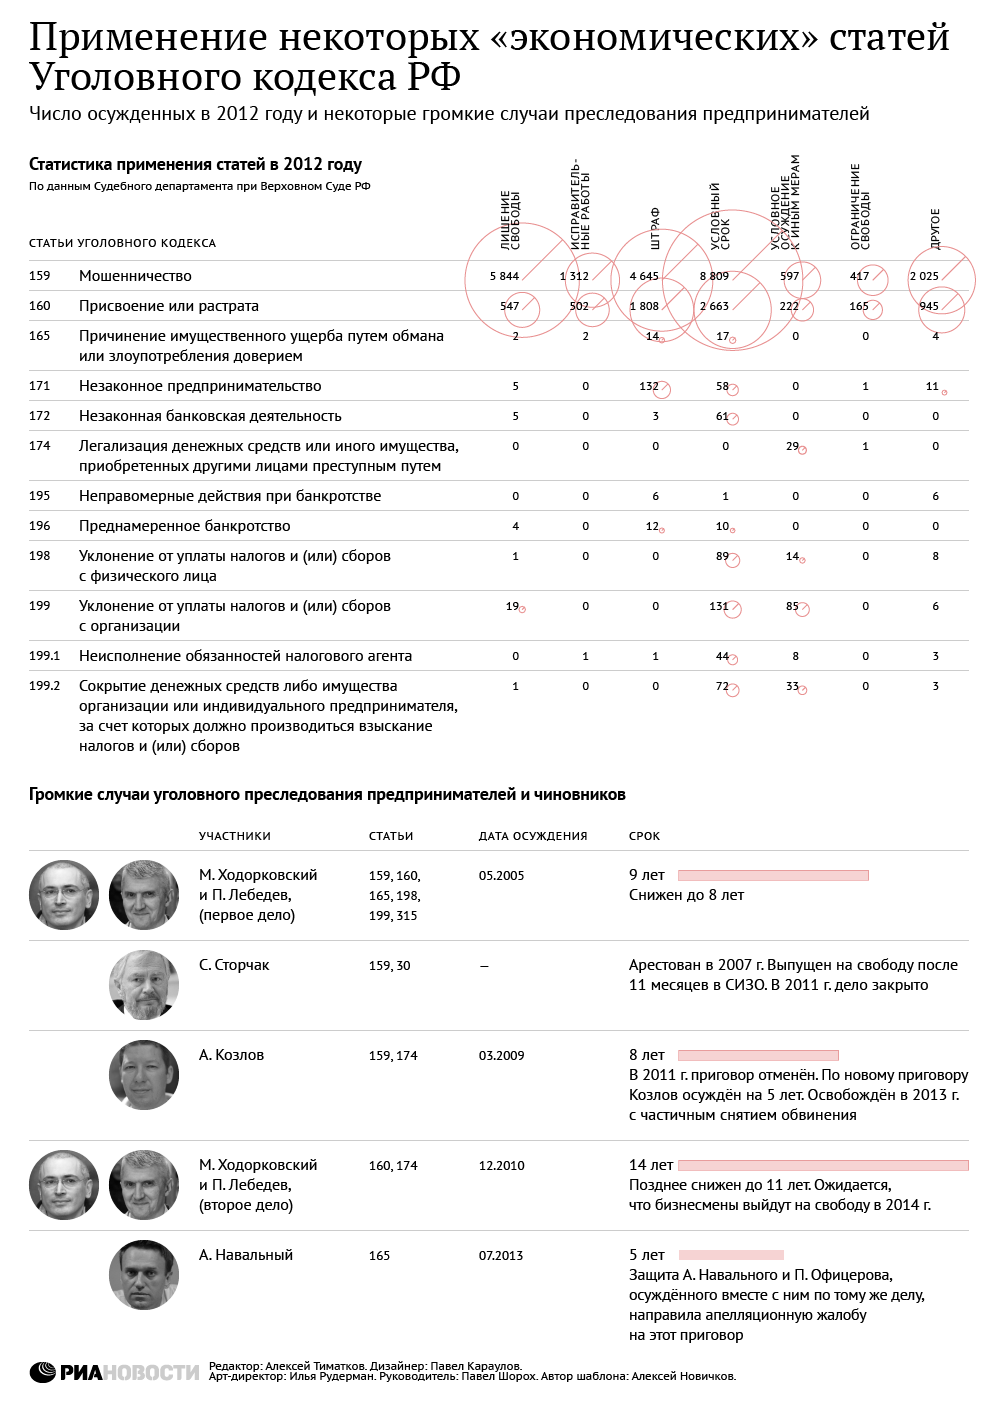 Применение некоторых «экономических» статей
Уголовного кодекса РФ
Число осужденных в 2012 году и некоторые громкие случаи преследования предпринимателей
Статистика применения статей в 2012 году
По данным Судебного департамента при Верховном Суде РФ
СТАТЬИ УГОЛОВНОГО КОДЕКСА
ЛИШЕНИЕ
СВОБОДЫ
ИСПРАВИТЕЛЬ-
НЫЕ РАБОТЫ
ШТРАФ
УСЛОВНЫЙ
СРОК
УСЛОВНОЕ
ОСУЖДЕНИЕ
К ИНЫМ МЕРАМ
ОГРАНИЧЕНИЕ
СВОБОДЫ
ДРУГОЕ
159 Мошенничество 5 844 1 312 4 645 8 809 597 417 2 025
160 Присвоение или растрата 547 502 1 808 2 663 222 165 945
165 Причинение имущественного ущерба путем обмана 2 2 14 17 0 0 4
или злоупотребления доверием
171 Незаконное предпринимательство 5 0 132 58 0 1 11
172 Незаконная банковская деятельность 5 0 3 61 0 0 0
174 Легализация денежных средств или иного имущества, 0 0 0 0 29 1 0
приобретенных другими лицами преступным путем
195 Неправомерные действия при банкротстве 0 0 6 1 0 0 6
196 Преднамеренное банкротство 4 0 12 10 0 0 0
198 Уклонение от уплаты налогов и (или) сборов 1 0 0 89 14 0 8
с физического лица
199 Уклонение от уплаты налогов и (или) сборов 19 0 0 131 85 0 6
с организации
199.1 Неисполнение обязанностей налогового агента 0 1 1 44 8 0 3
199.2 Сокрытие денежных средств либо имущества 1 0 0 72 33 0 3
организации или индивидуального предпринимателя,
за счет которых должно производиться взыскание
налогов и (или) сборов
Громкие случаи уголовного преследования предпринимателей и чиновников
УЧАСТНИКИ СТАТЬИ ДАТА ОСУЖДЕНИЯ СРОК
М. Ходорковский 159, 160, 05.2005 9 лет
и П. Лебедев, 165, 198, Снижен до 8 лет
(первое дело) 199, 315
С. Сторчак 159, 30 — Арестован в 2007 г. Выпущен на свободу после
11 месяцев в СИЗО. В 2011 г. дело закрыто
А. Козлов 159, 174 03.2009 8 лет
В 2011 г. приговор отменён. По новому приговору
Козлов осуждён на 5 лет. Освобождён в 2013 г.
с частичным снятием обвинения
М. Ходорковский 160, 174 12.2010 14 лет
и П. Лебедев, Позднее снижен до 11 лет. Ожидается,
(второе дело) что бизнесмены выйдут на свободу в 2014 г.
А. Навальный 165 07.2013 5 лет
Защита А. Навального и П. Офицерова,
осуждённого вместе с ним по тому же делу,
направила апелляционную жалобу
на этот приговор
РИАНОВОСТИ
Редактор: Алексей Тиматков. Дизайнер: Павел Караулов.
Арт-директор: Илья Рудерман. Руководитель: Павел Шорох. Автор шаблона: Алексей Новичков.